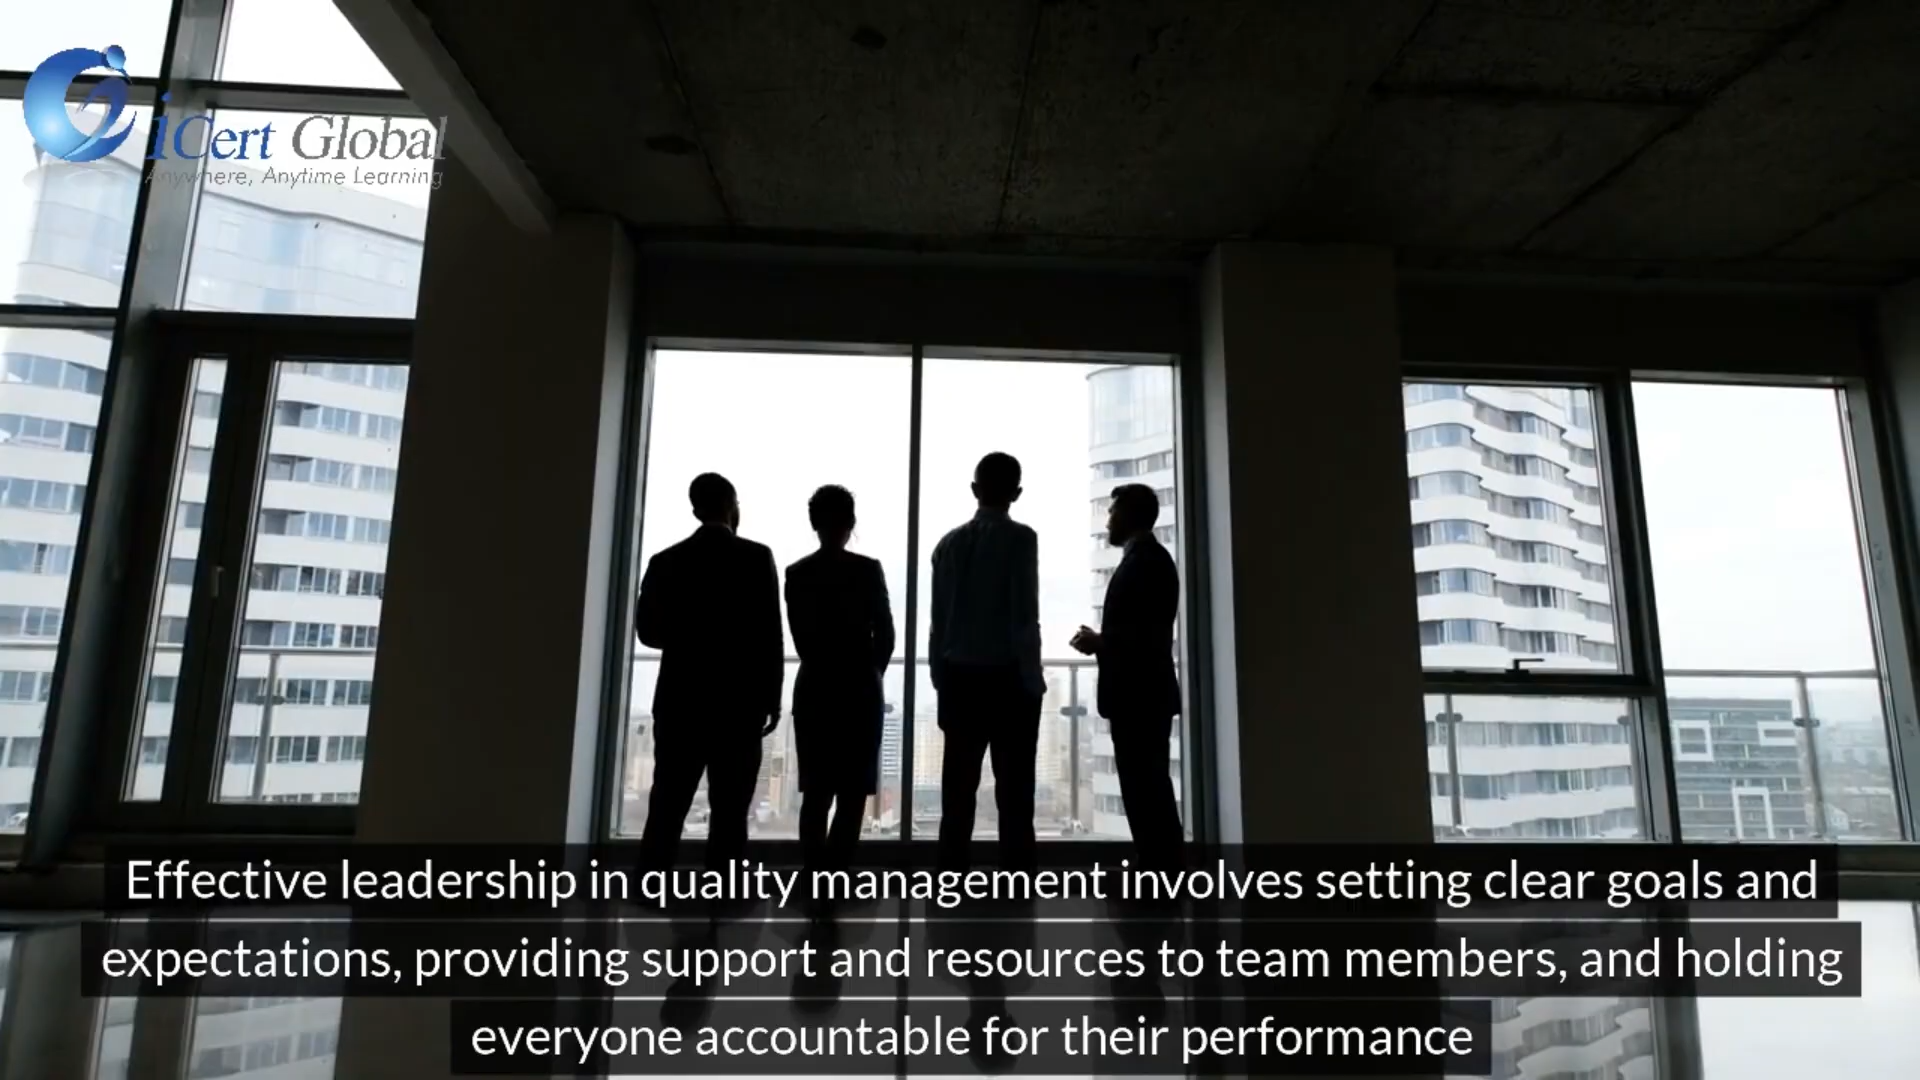 iCert Global
Anywhere, Anytime Learning
Effective leadership in quality management involves setting clear goals and
expectations, providing support and resources to team members, and holding
everyone accountable for their performance